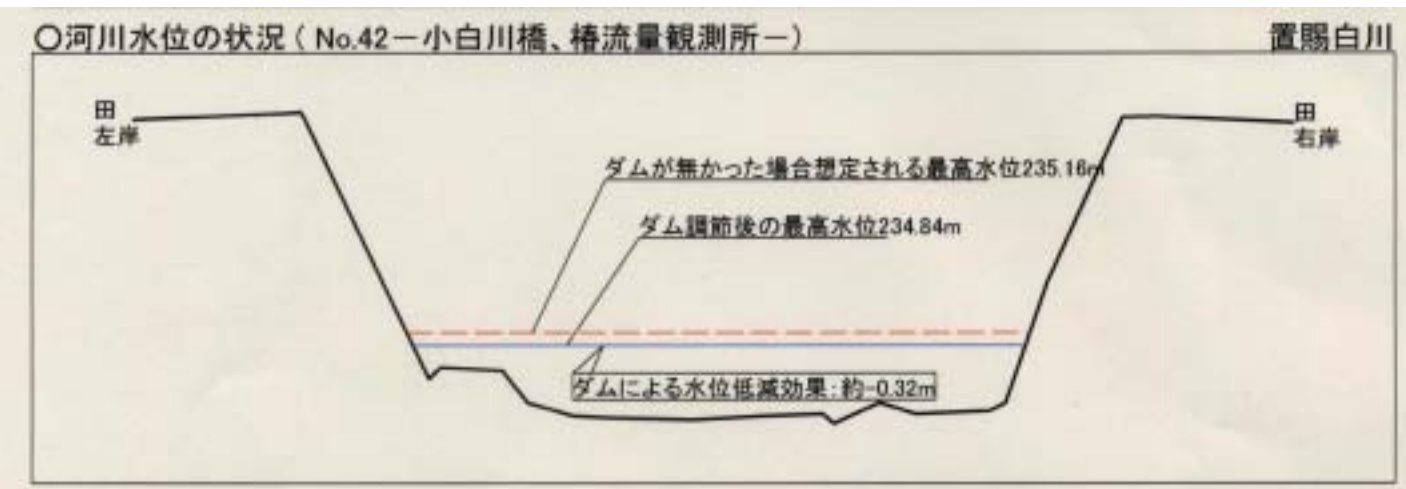 ○河川水位の状況（No.42－小白川橋、椿流量観測所－）
置賜白川
田
左岸
田
右岸
ダムが無かった場合想定される最高水位235.16m
ダム調節後の最高水位234.84m
ダムによる水位低減効果：約-0.32m